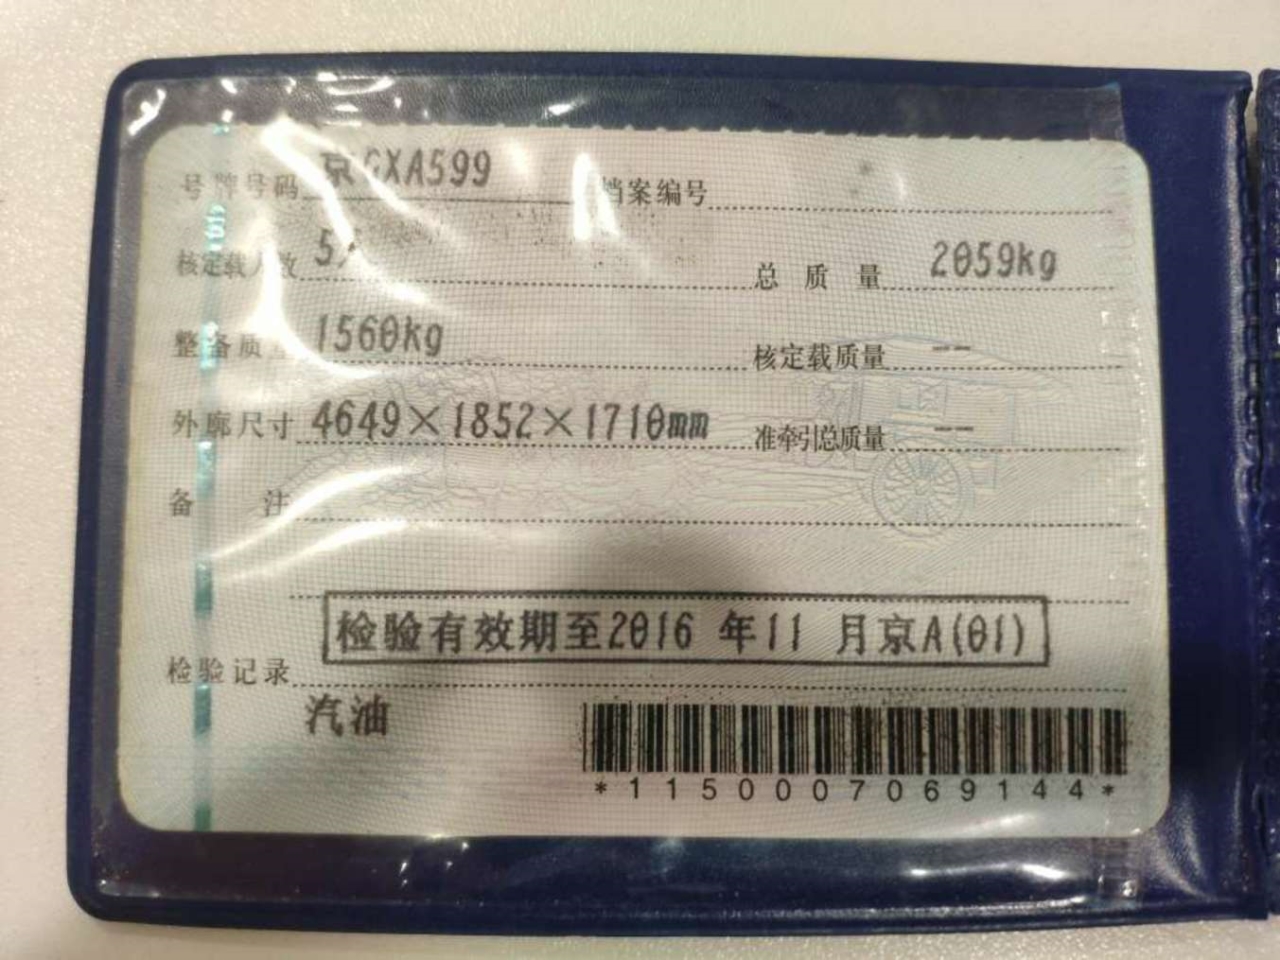 号牌号码 京GXA599 档案编号
核定载人数 5人 总质量 2059kg
整备质量 1560kg 核定载质量 --
外廓尺寸 4649×1852×1710mm 准牵引总质量 --
备注
检验有效期至2016 年11 月京A(01)
检验记录
汽油
*1150007069144*